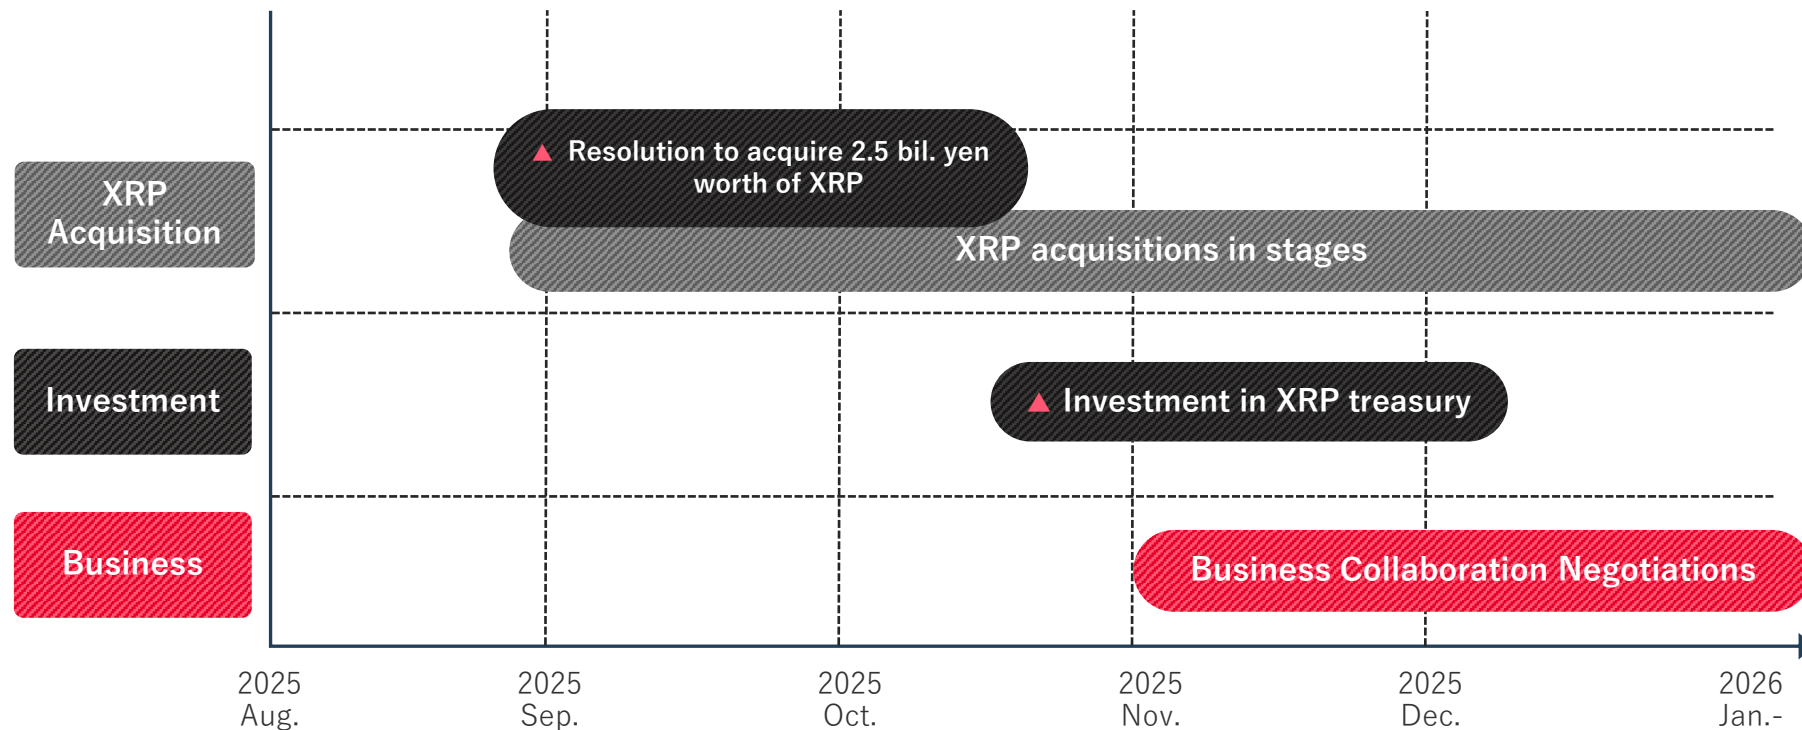 XRP
Acquisition
▲ Resolution to acquire 2.5 bil. yen
worth of XRP
XRP acquisitions in stages
Investment
▲ Investment in XRP treasury
Business
Business Collaboration Negotiations
2025 2025 2025 2025 2025 2026
Aug. Sep. Oct. Nov. Dec. Jan.-